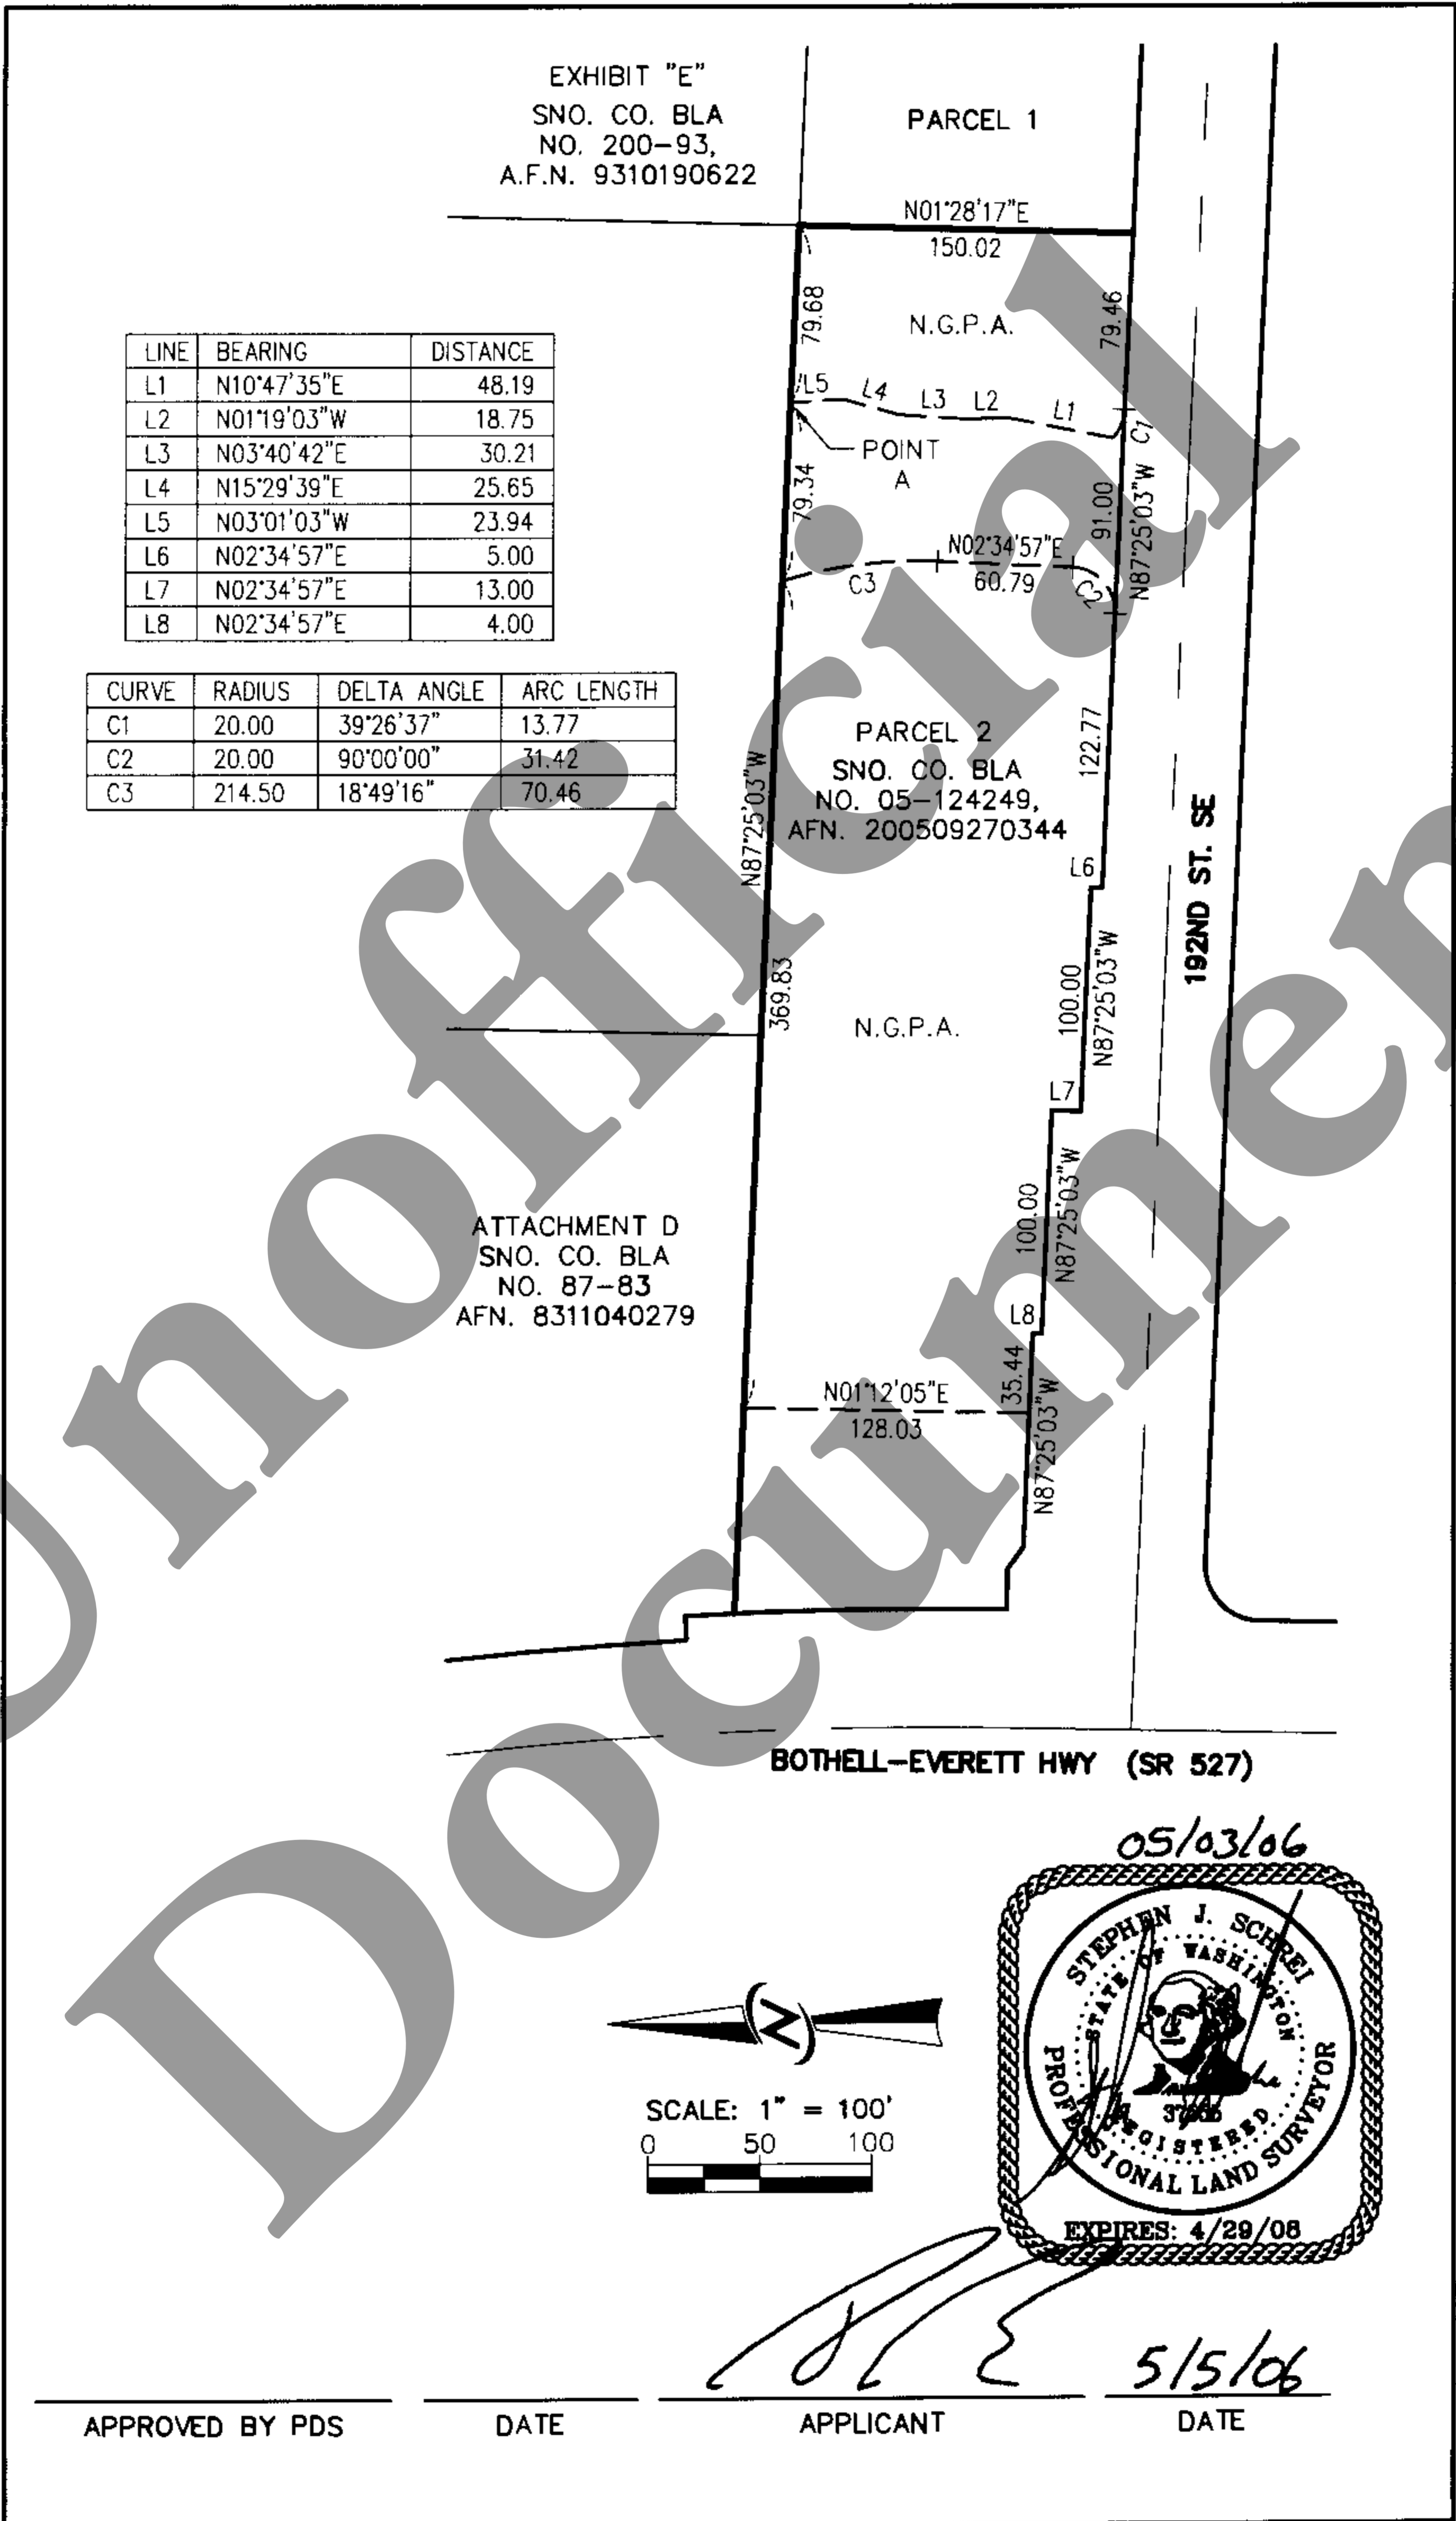 EXHIBIT "E"
SNO. CO. BLA
NO. 200-93,
A.F.N. 9310190622
PARCEL 1
N01°28'17"E
150.02
79.68
N.G.P.A.
79.46
LINE BEARING DISTANCE
L1 N10°47'35"E 48.19
L2 N01°19'03"W 18.75
L3 N03°40'42"E 30.21
L4 N15°29'39"E 25.65
L5 N03°01'03"W 23.94
L6 N02°34'57"E 5.00
L7 N02°34'57"E 13.00
L8 N02°34'57"E 4.00
L5 L4 L3 L2 L1 C1
POINT
A
79.34
91.00
N87°25'03"W
N02°34'57"E
60.79
C3
C2
CURVE RADIUS DELTA ANGLE ARC LENGTH
C1 20.00 39°26'37" 13.77
C2 20.00 90°00'00" 31.42
C3 214.50 18°49'16" 70.46
PARCEL 2
SNO. CO. BLA
NO. 05-124249,
AFN. 200509270344
122.77
N87°25'03"W
369.83
L6
192ND ST. SE
100.00
N87°25'03"W
N.G.P.A.
L7
100.00
N87°25'03"W
ATTACHMENT D
SNO. CO. BLA
NO. 87-83
AFN. 8311040279
L8
35.44
N87°25'03"W
N01°12'05"E
128.03
BOTHELL-EVERETT HWY (SR 527)
05/03/06
STEPHEN J. SCHREI
STATE OF WASHINGTON
REGISTERED
PROFESSIONAL LAND SURVEYOR
EXPIRES: 4/29/08
N
SCALE: 1" = 100'
0 50 100
5/5/06
APPROVED BY PDS DATE APPLICANT DATE
Unofficial
Document